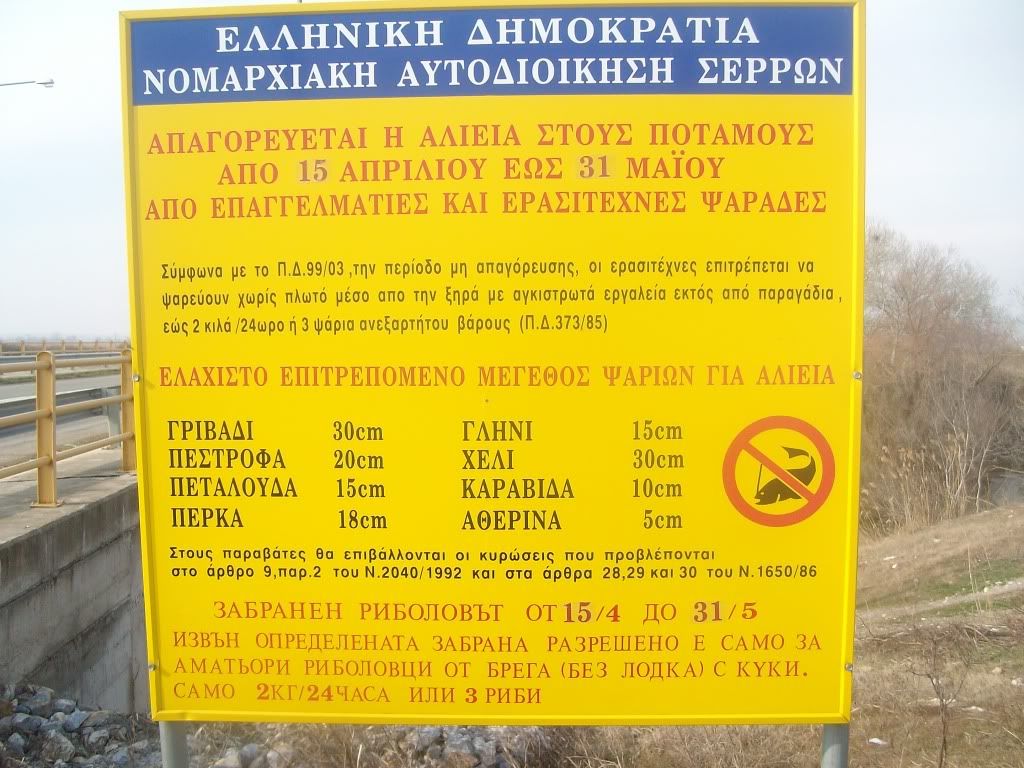 ΕΛΛΗΝΙΚΗ ΔΗΜΟΚΡΑΤΙΑ
ΝΟΜΑΡΧΙΑΚΗ ΑΥΤΟΔΙΟΙΚΗΣΗ ΣΕΡΡΩΝ
ΑΠΑΓΟΡΕΥΕΤΑΙ Η ΑΛΙΕΙΑ ΣΤΟΥΣ ΠΟΤΑΜΟΥΣ
ΑΠΟ 15 ΑΠΡΙΛΙΟΥ ΕΩΣ 31 ΜΑΪΟΥ
ΑΠΟ ΕΠΑΓΓΕΛΜΑΤΙΕΣ ΚΑΙ ΕΡΑΣΙΤΕΧΝΕΣ ΨΑΡΑΔΕΣ
Σύμφωνα με το Π.Δ.99/03 ,την περίοδο μη απαγόρευσης, οι ερασιτέχνες επιτρέπεται να
ψαρεύουν χωρίς πλωτό μέσο απο την ξηρά με αγκιστρωτά εργαλεία εκτός από παραγάδια ,
εώς 2 κιλά /24ωρο ή 3 ψάρια ανεξαρτήτου βάρους (Π.Δ.373/85)
ΕΛΑΧΙΣΤΟ ΕΠΙΤΡΕΠΟΜΕΝΟ ΜΕΓΕΘΟΣ ΨΑΡΙΩΝ ΓΙΑ ΑΛΙΕΙΑ
ΓΡΙΒΑΔΙ 30cm ΓΛΗΝΙ 15cm
ΠΕΣΤΡΟΦΑ 20cm ΧΕΛΙ 30cm
ΠΕΤΑΛΟΥΔΑ 15cm ΚΑΡΑΒΙΔΑ 10cm
ΠΕΡΚΑ 18cm ΑΘΕΡΙΝΑ 5cm
Στους παραβάτες θα επιβάλλονται οι κυρώσεις που προβλέπονται
στο άρθρο 9,παρ.2 του Ν.2040/1992 και στα άρθρα 28,29 και 30 του Ν.1650/86
ЗАБРАНЕН РИБОЛОВЪТ ОТ 15/4 ДО 31/5
ИЗВЪН ОПРЕДЕЛЕНАТА ЗАБРАНА РАЗРЕШЕНО Е САМО ЗА
АМАТЬОРИ РИБОЛОВЦИ ОТ БРЕГА (БЕЗ ЛОДКА) С КУКИ.
САМО 2КГ/24ЧАСА ИЛИ 3 РИБИ